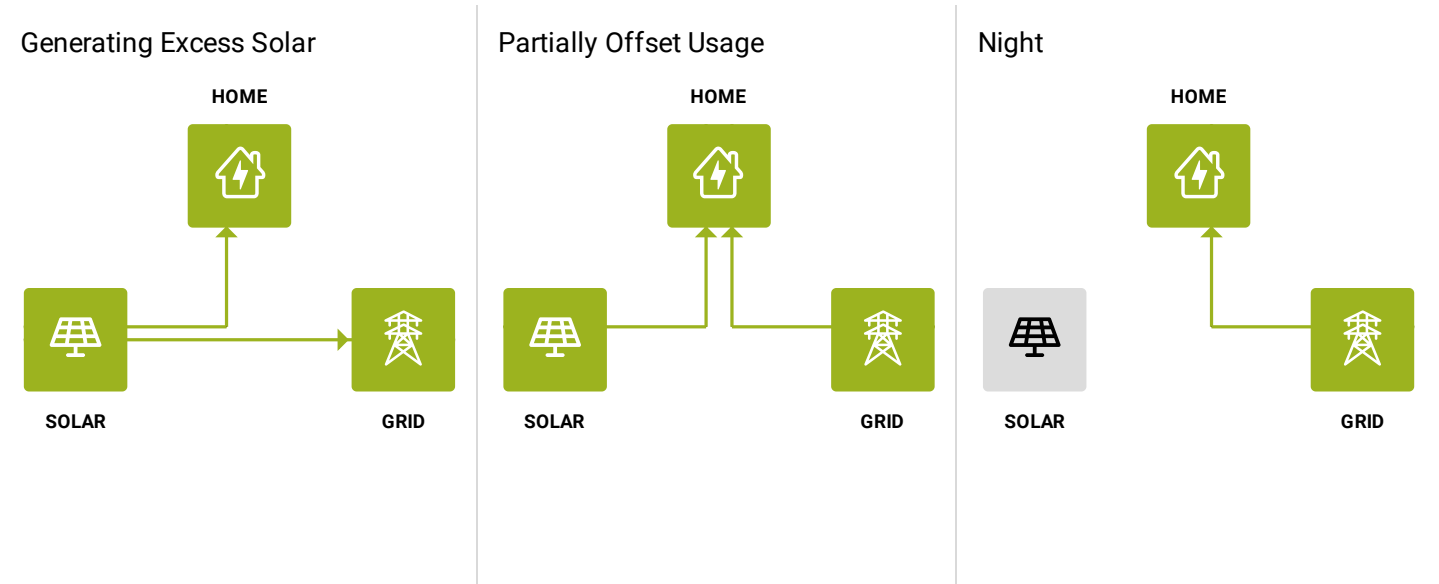 Generating Excess Solar
HOME
SOLAR
GRID
Partially Offset Usage
HOME
SOLAR
GRID
Night
HOME
SOLAR
GRID